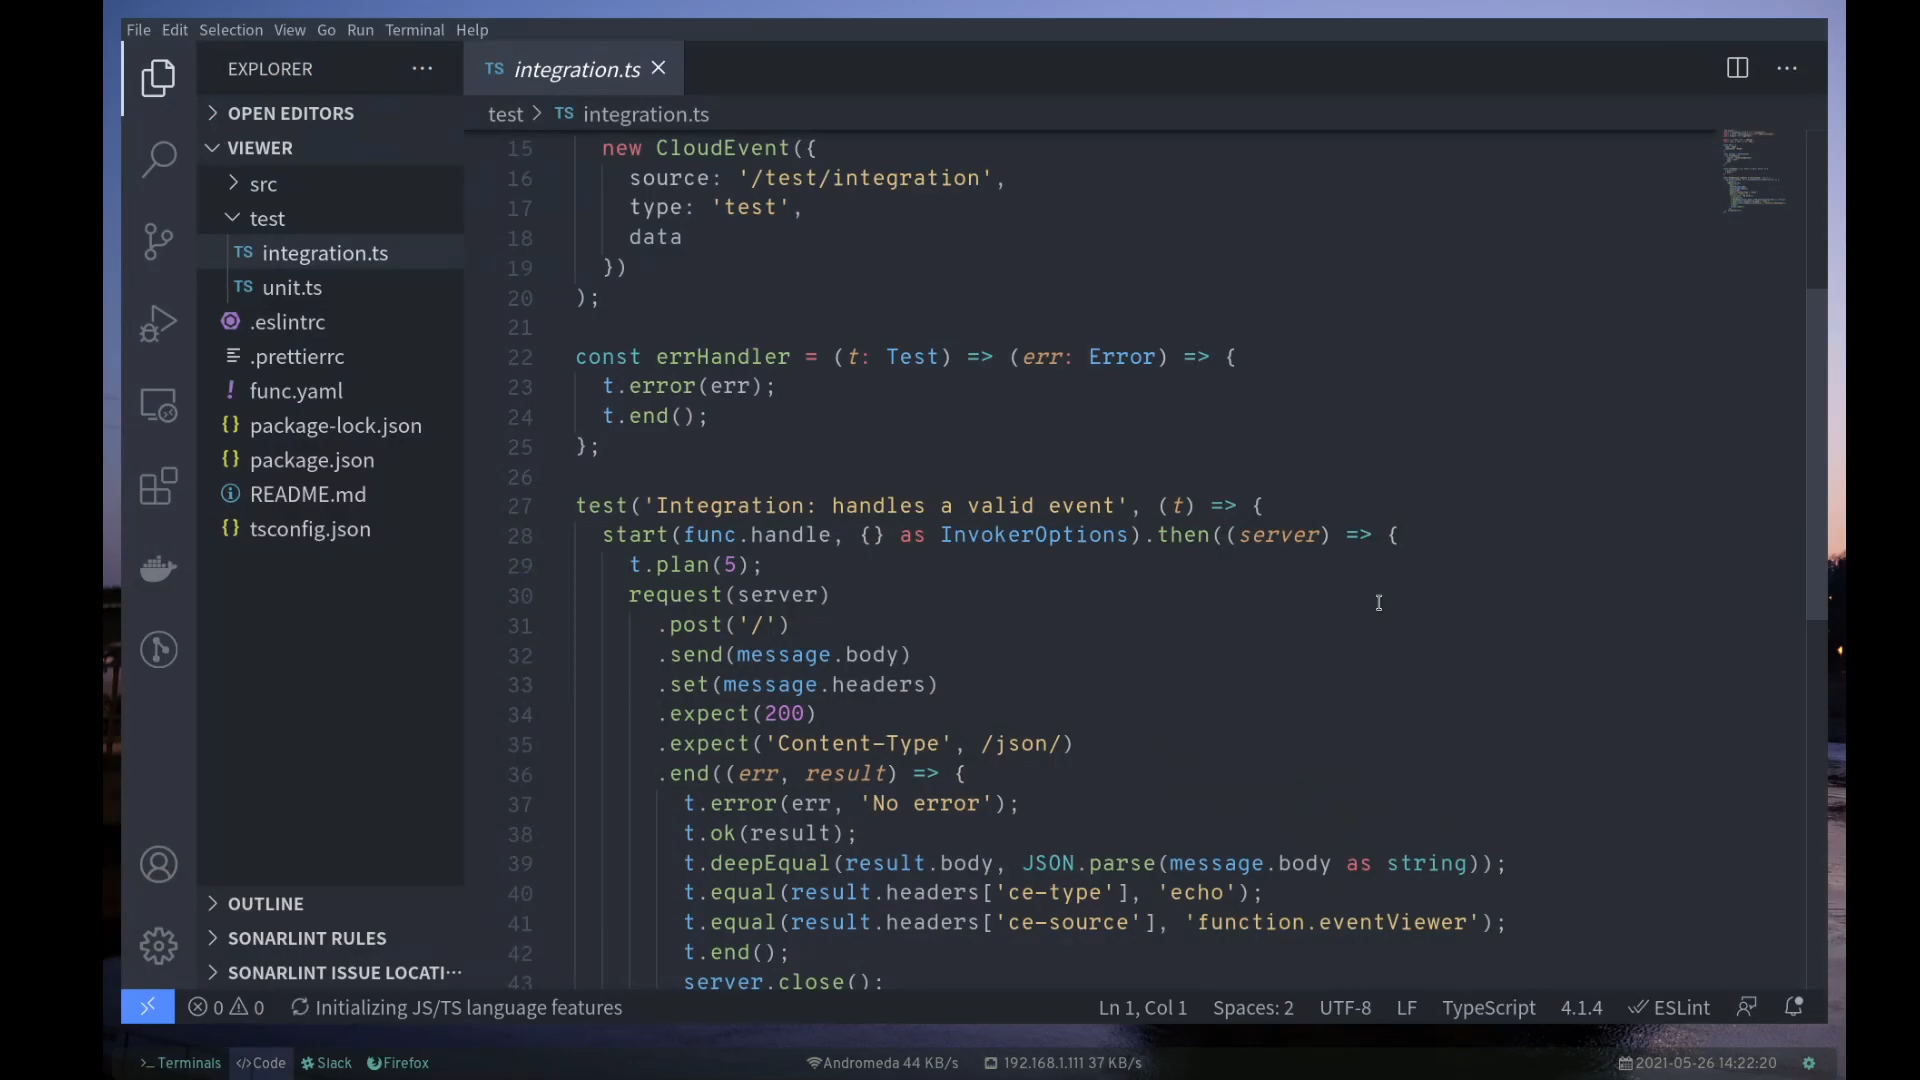 File Edit Selection View Go Run Terminal Help
EXPLORER ···
TS integration.ts ×
···
OPEN EDITORS
VIEWER
src
test
TS integration.ts
TS unit.ts
.eslintrc
.prettierrc
! func.yaml
{} package-lock.json
{} package.json
README.md
{} tsconfig.json
OUTLINE
SONARLINT RULES
SONARLINT ISSUE LOCATI···
test > TS integration.ts
15 new CloudEvent({
16 source: '/test/integration',
17 type: 'test',
18 data
19 })
20 );
21
22 const errHandler = (t: Test) => (err: Error) => {
23 t.error(err);
24 t.end();
25 };
26
27 test('Integration: handles a valid event', (t) => {
28 start(func.handle, {} as InvokerOptions).then((server) => {
29 t.plan(5);
30 request(server)
31 .post('/')
32 .send(message.body)
33 .set(message.headers)
34 .expect(200)
35 .expect('Content-Type', /json/)
36 .end((err, result) => {
37 t.error(err, 'No error');
38 t.ok(result);
39 t.deepEqual(result.body, JSON.parse(message.body as string));
40 t.equal(result.headers['ce-type'], 'echo');
41 t.equal(result.headers['ce-source'], 'function.eventViewer');
42 t.end();
43 server.close();
0 0 Initializing JS/TS language features Ln 1, Col 1 Spaces: 2 UTF-8 LF TypeScript 4.1.4 ESLint
>_Terminals </>Code Slack Firefox Andromeda 44 KB/s 192.168.1.111 37 KB/s 2021-05-26 14:22:20